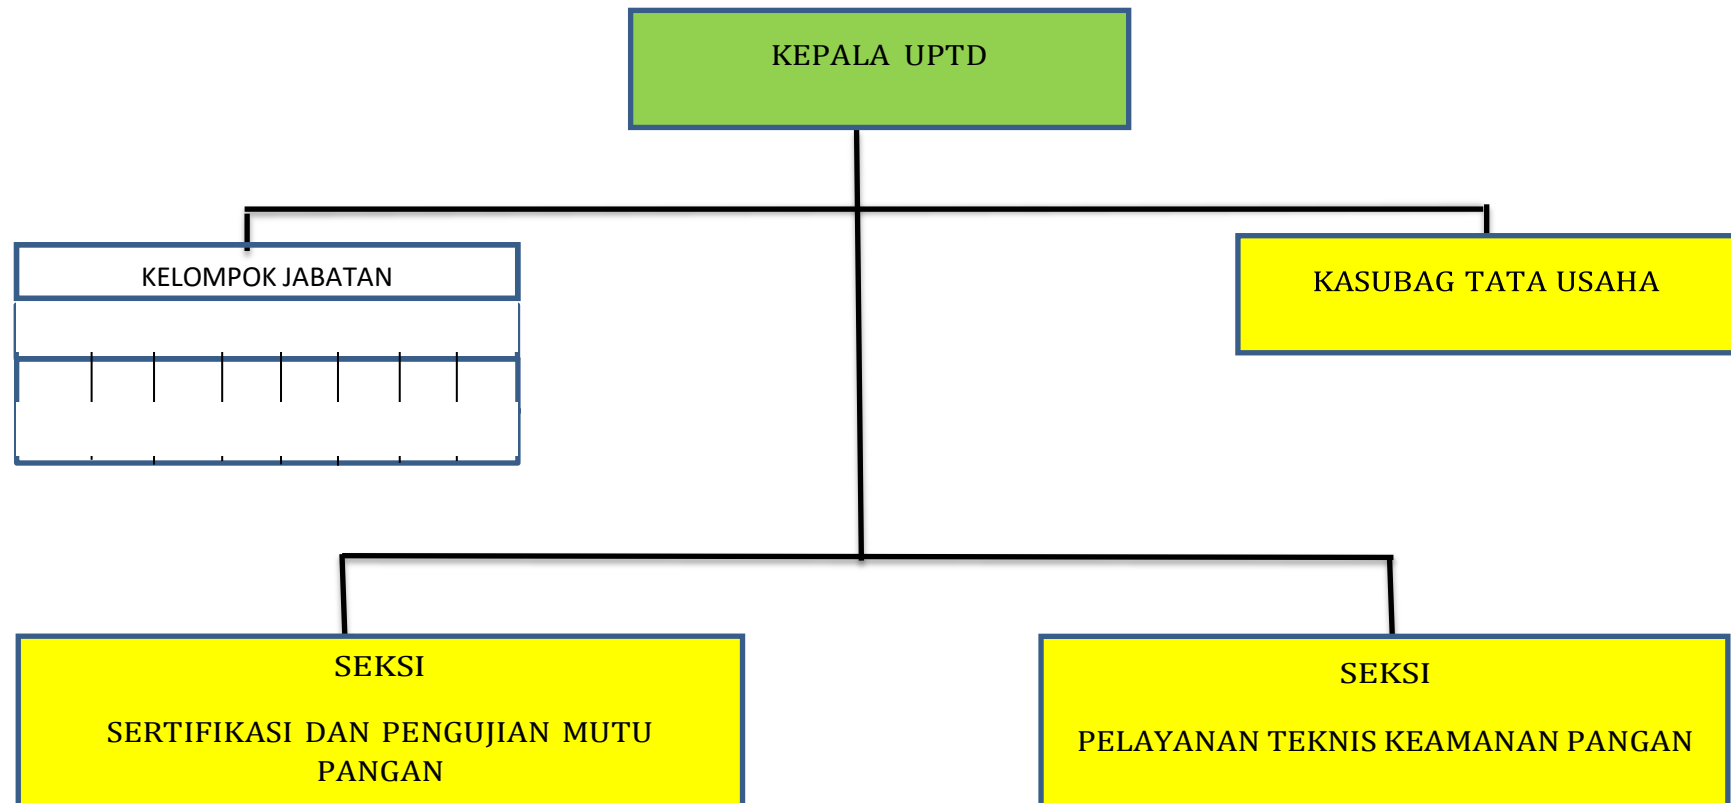 KEPALA UPTD
KELOMPOK JABATAN
KASUBAG TATA USAHA
SEKSI
SERTIFIKASI DAN PENGUJIAN MUTU
PANGAN
SEKSI
PELAYANAN TEKNIS KEAMANAN PANGAN